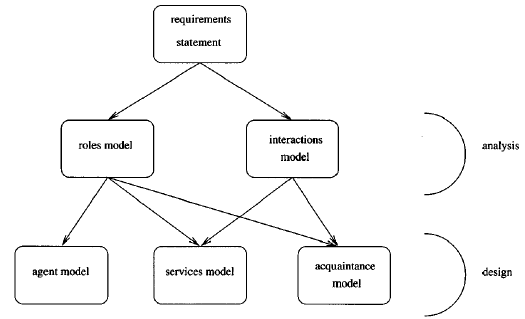 requirements
statement
roles model
interactions
model
analysis
agent model
services model
acquaintance
model
design